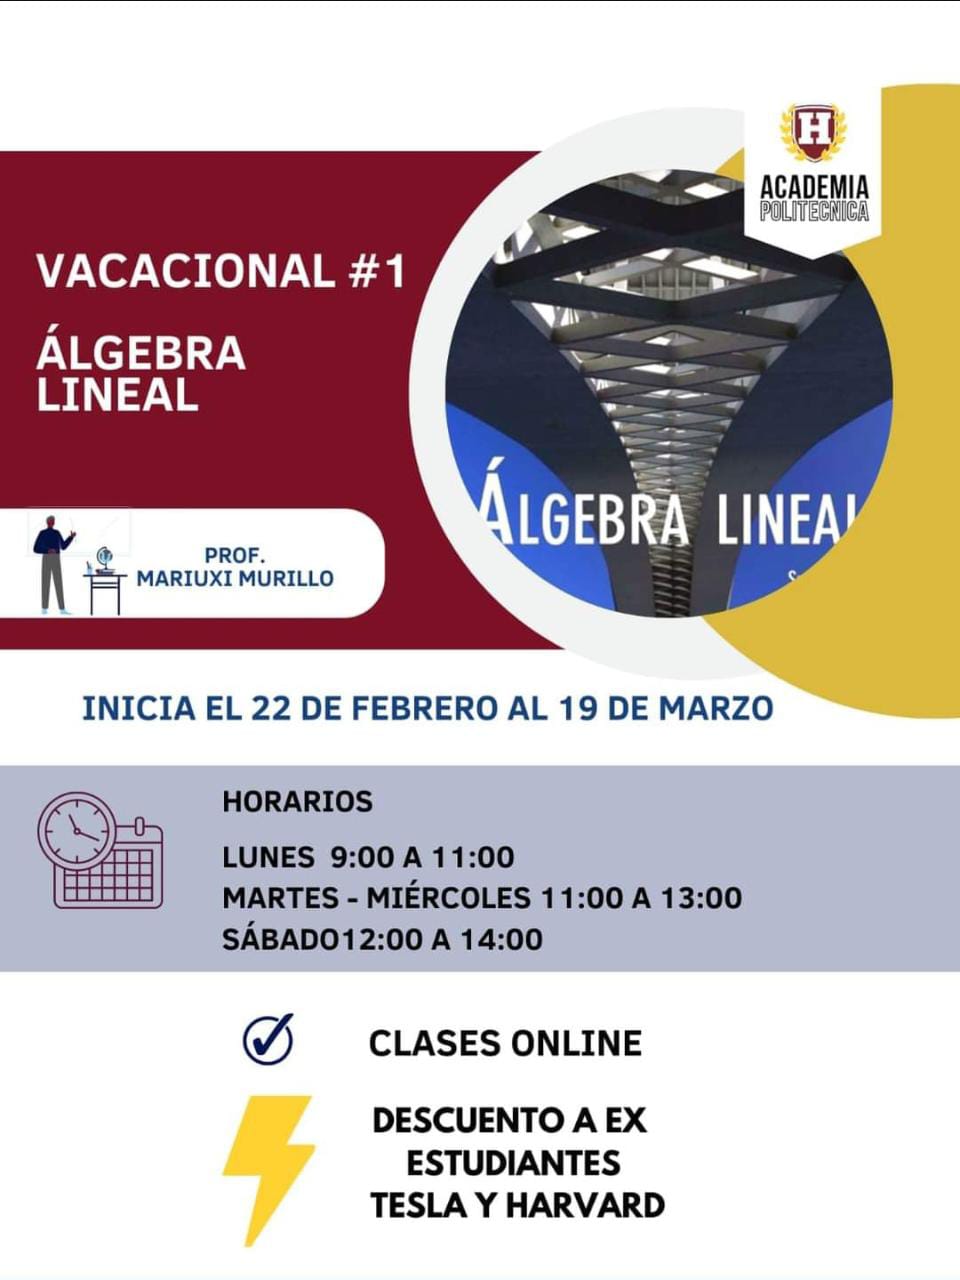 H
ACADEMIA
POLITECNICA
VACACIONAL #1
ÁLGEBRA
LINEAL
ÁLGEBRA LINEAL
PROF.
MARIUXI MURILLO
INICIA EL 22 DE FEBRERO AL 19 DE MARZO
HORARIOS
LUNES 9:00 A 11:00
MARTES - MIÉRCOLES 11:00 A 13:00
SÁBADO12:00 A 14:00
CLASES ONLINE
DESCUENTO A EX
ESTUDIANTES
TESLA Y HARVARD